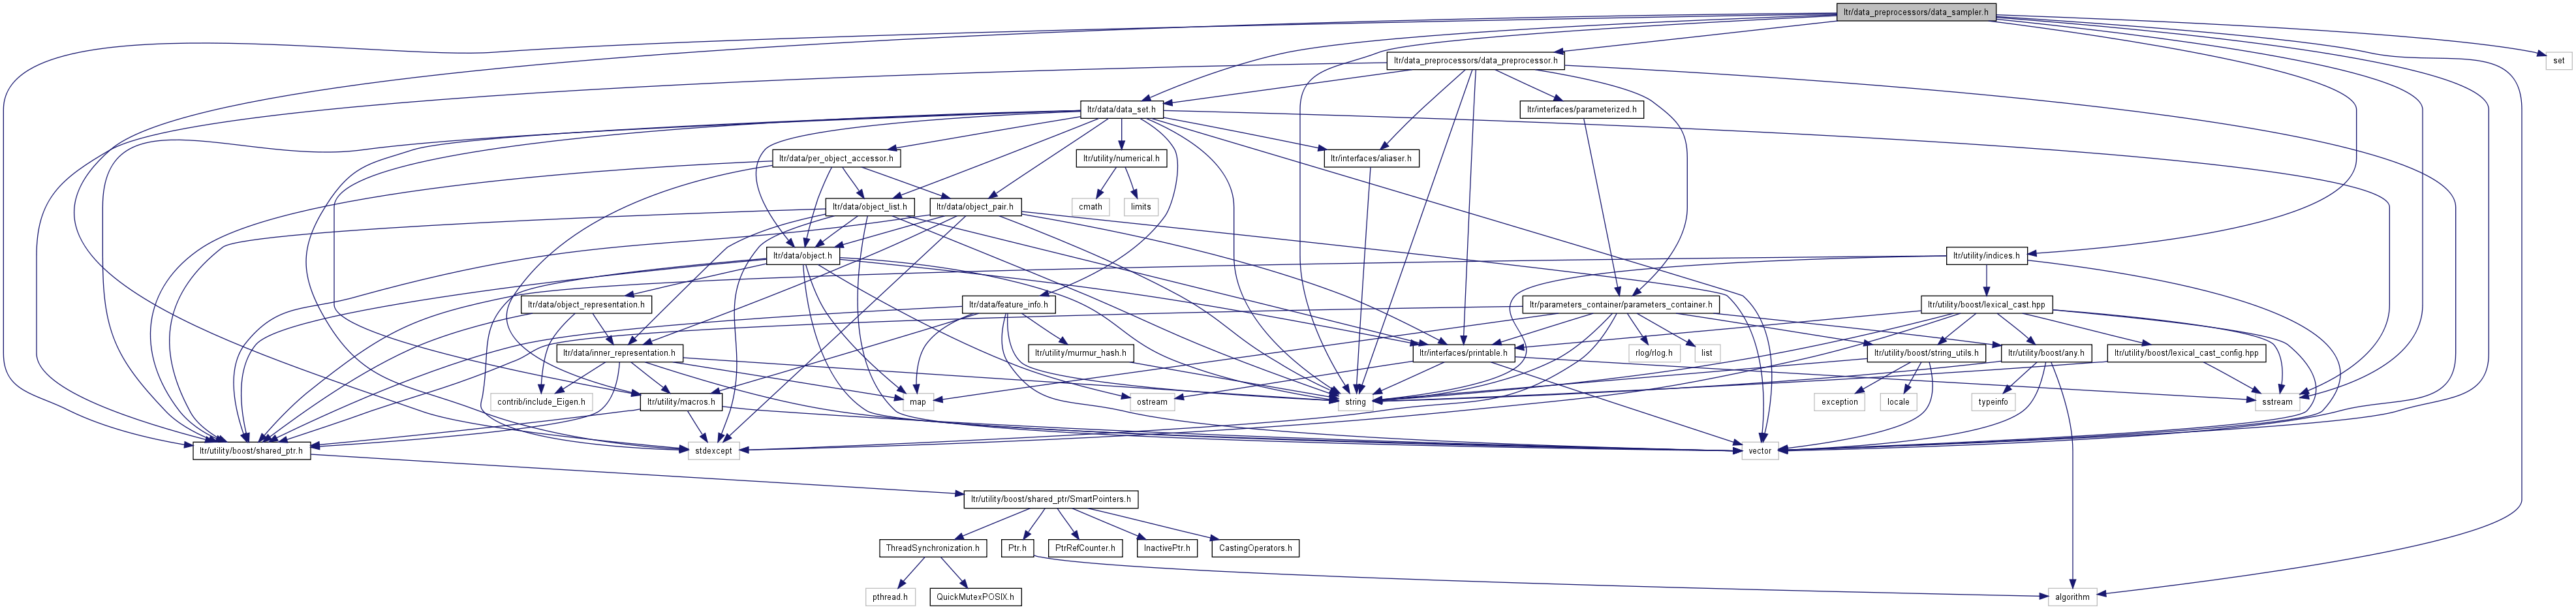 ltr/data_preprocessors/data_sampler.h
ltr/data_preprocessors/data_preprocessor.h
set
ltr/data/data_set.h
ltr/interfaces/parameterized.h
ltr/data/per_object_accessor.h
ltr/utility/numerical.h
ltr/interfaces/aliaser.h
ltr/data/object_list.h
ltr/data/object_pair.h
cmath
limits
ltr/data/object.h
ltr/utility/indices.h
ltr/data/object_representation.h
ltr/data/feature_info.h
ltr/parameters_container/parameters_container.h
ltr/utility/boost/lexical_cast.hpp
ltr/data/inner_representation.h
ltr/utility/murmur_hash.h
ltr/interfaces/printable.h
rlog/rlog.h
list
ltr/utility/boost/string_utils.h
ltr/utility/boost/any.h
ltr/utility/boost/lexical_cast_config.hpp
contrib/include_Eigen.h
ltr/utility/macros.h
map
ostream
string
exception
locale
typeinfo
sstream
ltr/utility/boost/shared_ptr.h
stdexcept
vector
ltr/utility/boost/shared_ptr/SmartPointers.h
ThreadSynchronization.h
Ptr.h
PtrRefCounter.h
InactivePtr.h
CastingOperators.h
pthread.h
QuickMutexPOSIX.h
algorithm